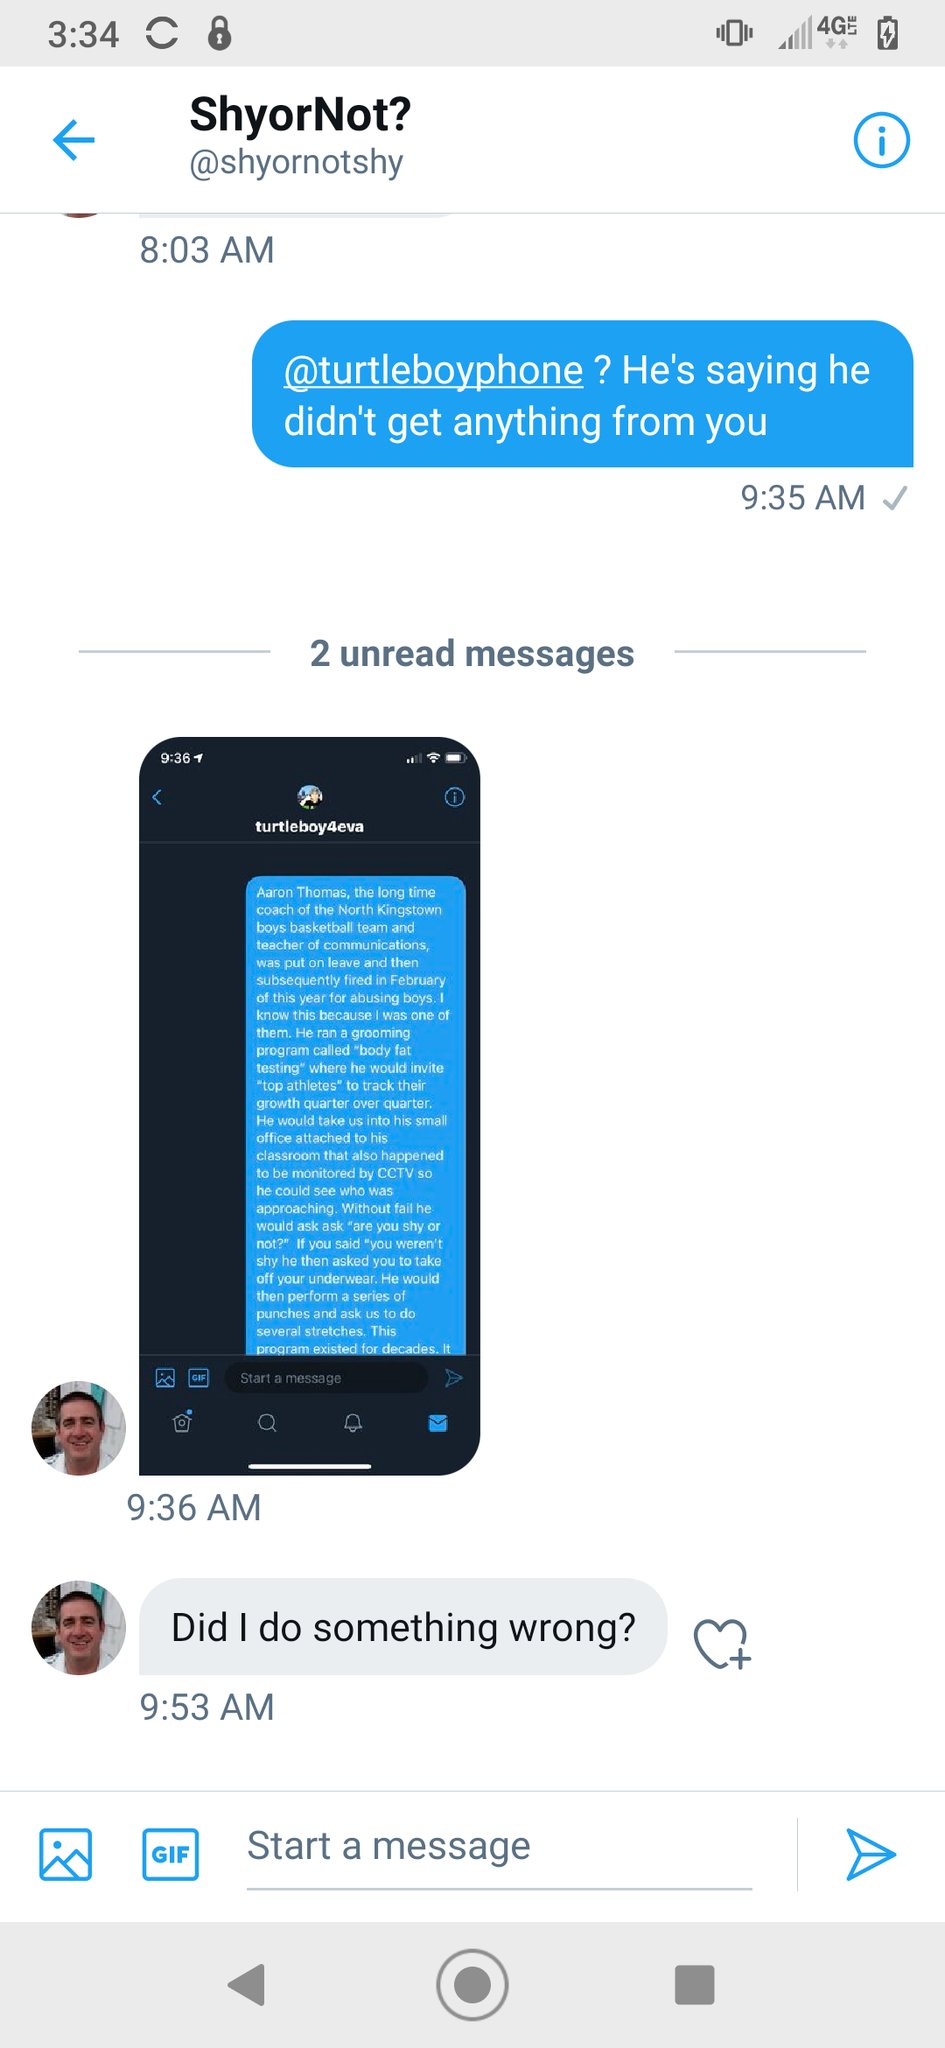 3:34
4G LTE
ShyorNot?
@shyornotshy
8:03 AM
@turtleboyphone ? He's saying he
didn't get anything from you
9:35 AM
2 unread messages
9:36
turtleboy4eva
Aaron Thomas, the long time
coach of the North Kingstown
boys basketball team and
teacher of communications,
was put on leave and then
subsequently fired in February
of this year for abusing boys. I
know this because I was one of
them. He ran a grooming
program called "body fat
testing" where he would invite
"top athletes" to track their
growth quarter over quarter.
He would take us into his small
office attached to his
classroom that also happened
to be monitored by CCTV so
he could see who was
approaching. Without fail he
would ask ask "are you shy or
not?"  If you said "you weren't
shy he then asked you to take
off your underwear. He would
then perform a series of
punches and ask us to do
several stretches. This
program existed for decades. It
GIF
Start a message
9:36 AM
Did I do something wrong?
9:53 AM
GIF
Start a message